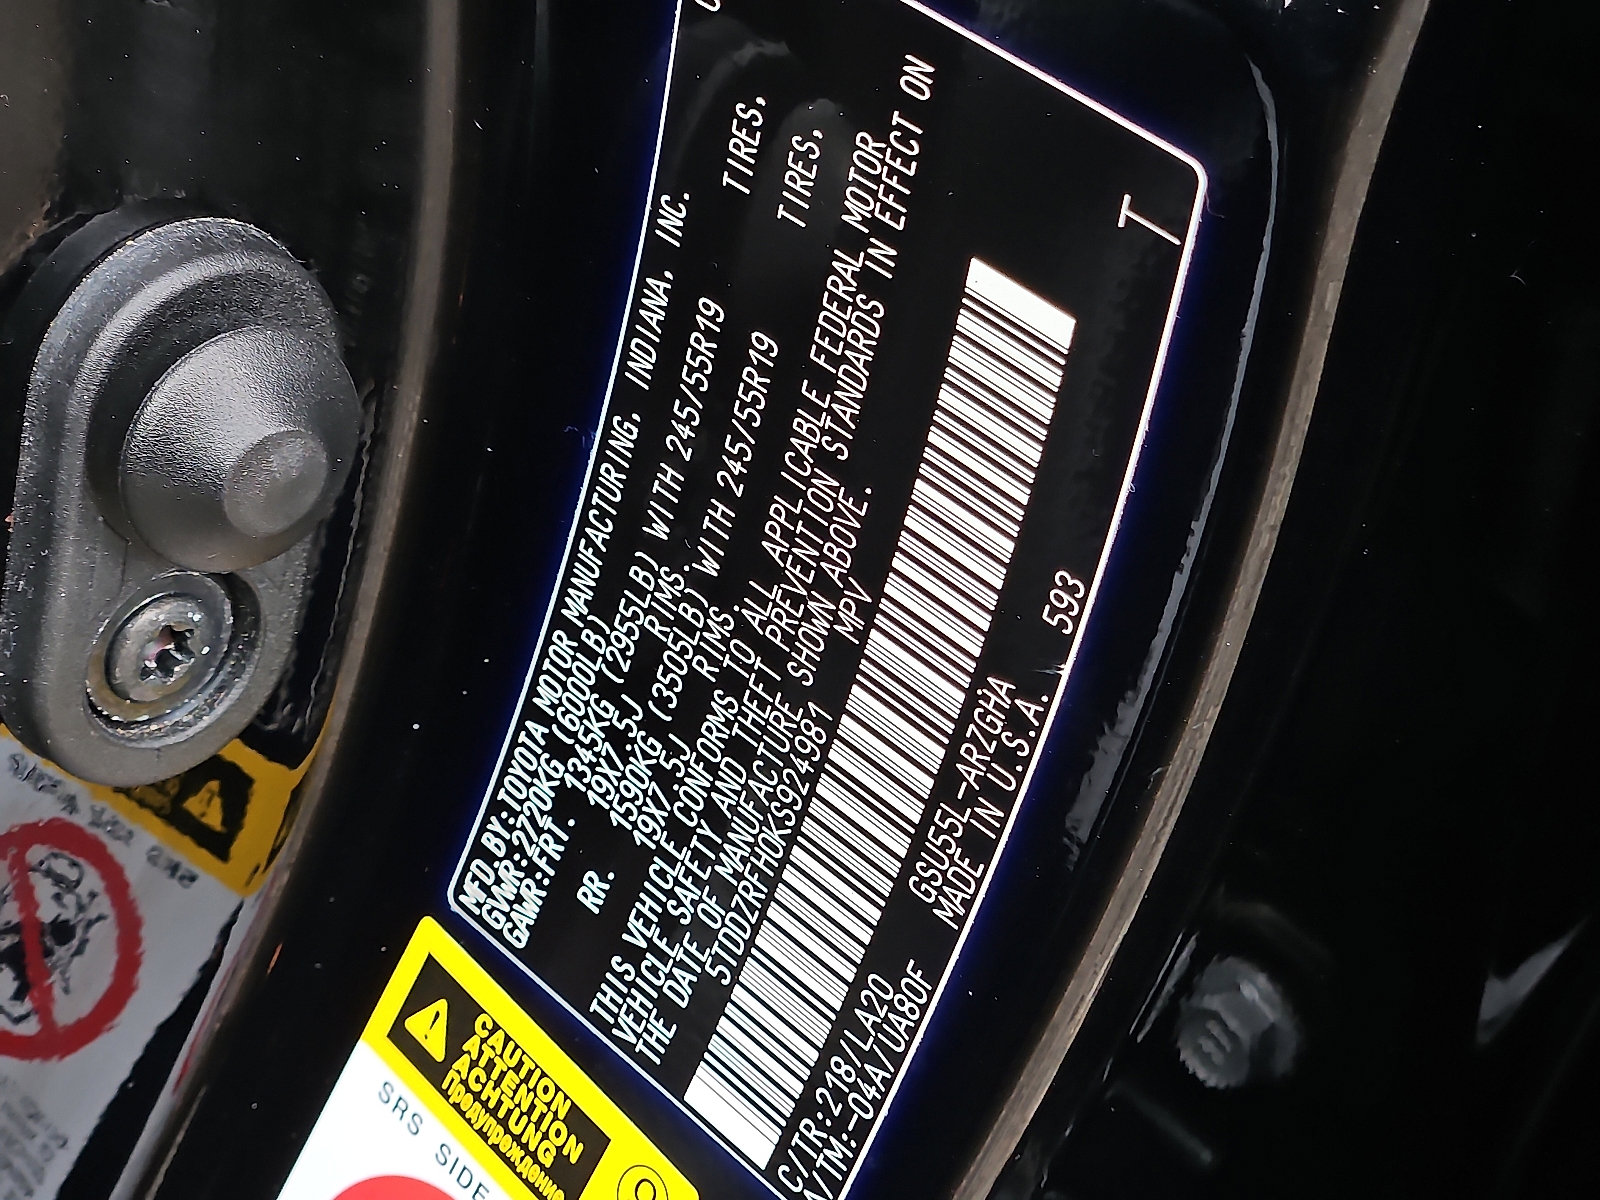 MFD BY:TOYOTA MOTOR MANUFACTURING, INDIANA, INC.
GVWR:2720KG (6000LB)
GAWR:FRT. 1345KG (2955LB) WITH 245/55R19 TIRES,
19X7.5J RIMS.
RR. 1590KG (3505LB) WITH 245/55R19 TIRES,
19X7.5J RIMS.
THIS VEHICLE CONFORMS TO ALL APPLICABLE FEDERAL MOTOR
VEHICLE SAFETY AND THEFT PREVENTION STANDARDS IN EFFECT ON
THE DATE OF MANUFACTURE SHOWN ABOVE.
5TDDZRFH0KS924981 MPV
C/TR:218/LA20 GSU55L-ARZGHA 593 T
A/TM:-04A/UA80F MADE IN U.S.A.
CAUTION
ATTENTION
ACHTUNG
Предупреждение
SRS SIDE